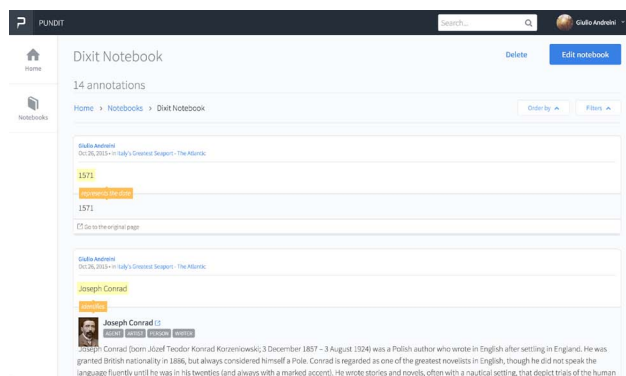 PUNDIT
Search...
Giulio Andreini
Home
Notebooks
Dixit Notebook
Delete
Edit notebook
14 annotations
Home > Notebooks > Dixit Notebook
Order by
Filters
Giulio Andreini
Oct 26, 2015 • in Italy's Greatest Seaport - The Atlantic
1571
represents the date
1571
Go to the original page
Giulio Andreini
Oct 26, 2015 • in Italy's Greatest Seaport - The Atlantic
Joseph Conrad
identifies
Joseph Conrad
AGENT ARTIST PERSON WRITER
Joseph Conrad (born Józef Teodor Konrad Korzeniowski; 3 December 1857 – 3 August 1924) was a Polish author who wrote in English after settling in England. He was
granted British nationality in 1886, but always considered himself a Pole. Conrad is regarded as one of the greatest novelists in English, though he did not speak the
language fluently until he was in his twenties (and always with a marked accent). He wrote stories and novels, often with a nautical setting, that depict trials of the human